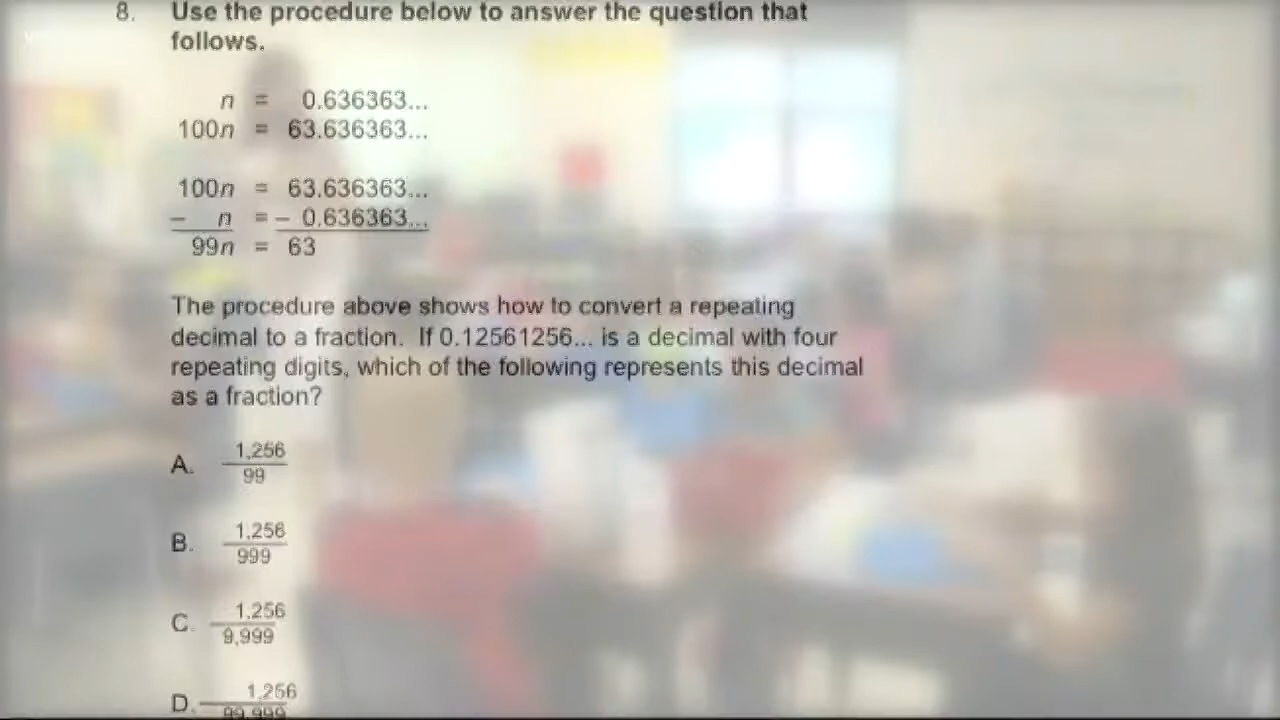 8. Use the procedure below to answer the question that
follows.
n = 0.636363...
100n = 63.636363...
100n = 63.636363...
– n = – 0.636363...
99n = 63
The procedure above shows how to convert a repeating
decimal to a fraction. If 0.12561256... is a decimal with four
repeating digits, which of the following represents this decimal
as a fraction?
A. 1,256
99
B. 1,256
999
C. 1,256
9,999
D. 1,256
99,999